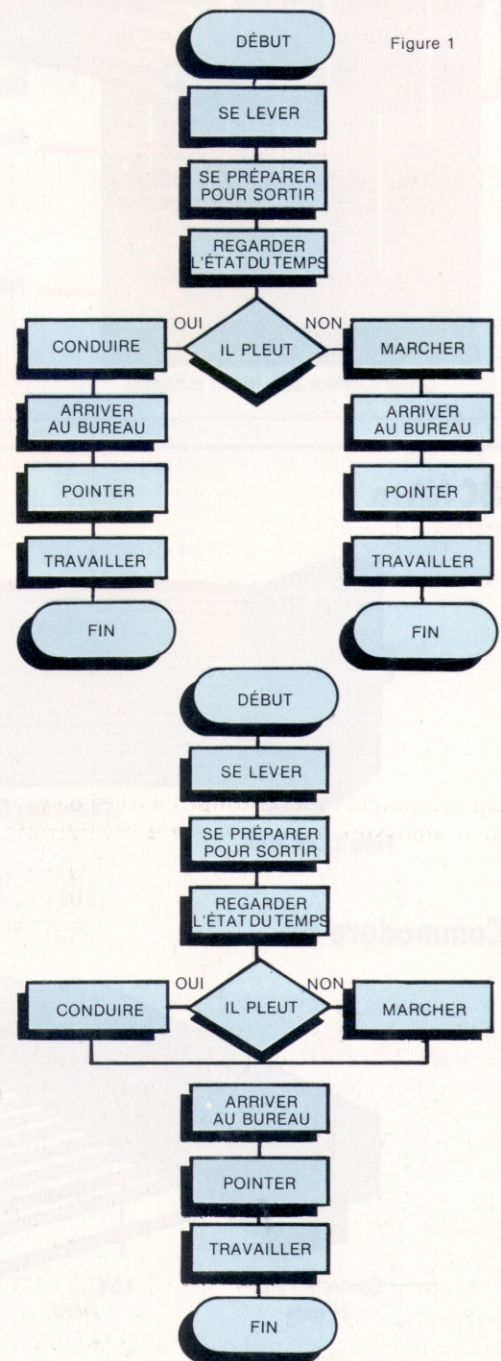 Figure 1
DÉBUT
SE LEVER
SE PRÉPARER
POUR SORTIR
REGARDER
L'ÉTAT DU TEMPS
OUI
NON
CONDUIRE
IL PLEUT
MARCHER
ARRIVER
AU BUREAU
ARRIVER
AU BUREAU
POINTER
POINTER
TRAVAILLER
TRAVAILLER
FIN
FIN
DÉBUT
SE LEVER
SE PRÉPARER
POUR SORTIR
REGARDER
L'ÉTAT DU TEMPS
OUI
NON
CONDUIRE
IL PLEUT
MARCHER
ARRIVER
AU BUREAU
POINTER
TRAVAILLER
FIN
Commodore